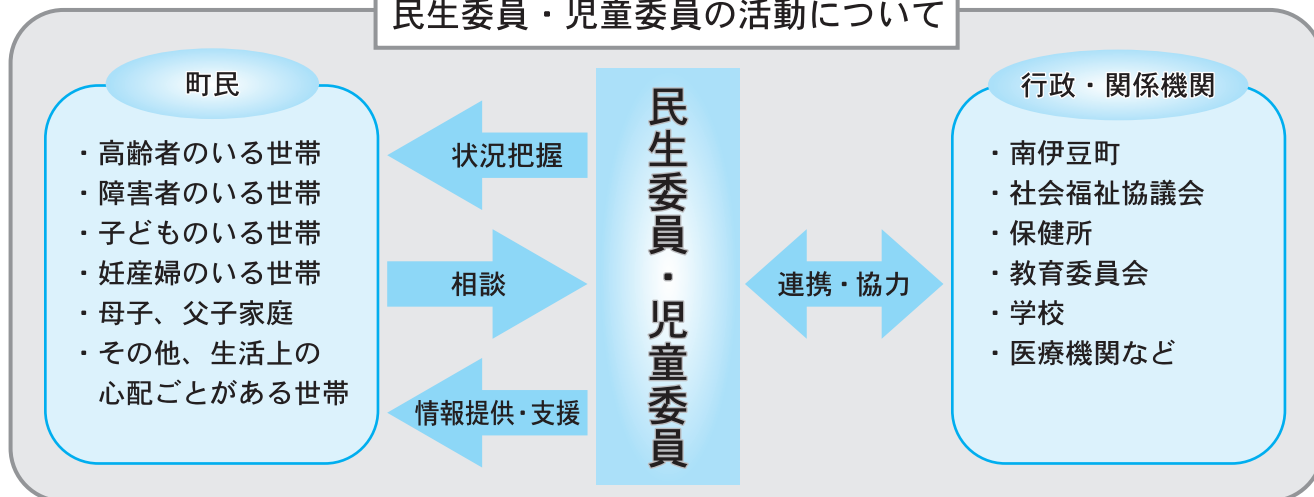 民生委員・児童委員の活動について
町民
・高齢者のいる世帯
・障害者のいる世帯
・子どものいる世帯
・妊産婦のいる世帯
・母子、父子家庭
・その他、生活上の
心配ごとがある世帯
状況把握
相談
情報提供・支援
民生委員・児童委員
連携・協力
行政・関係機関
・南伊豆町
・社会福祉協議会
・保健所
・教育委員会
・学校
・医療機関など